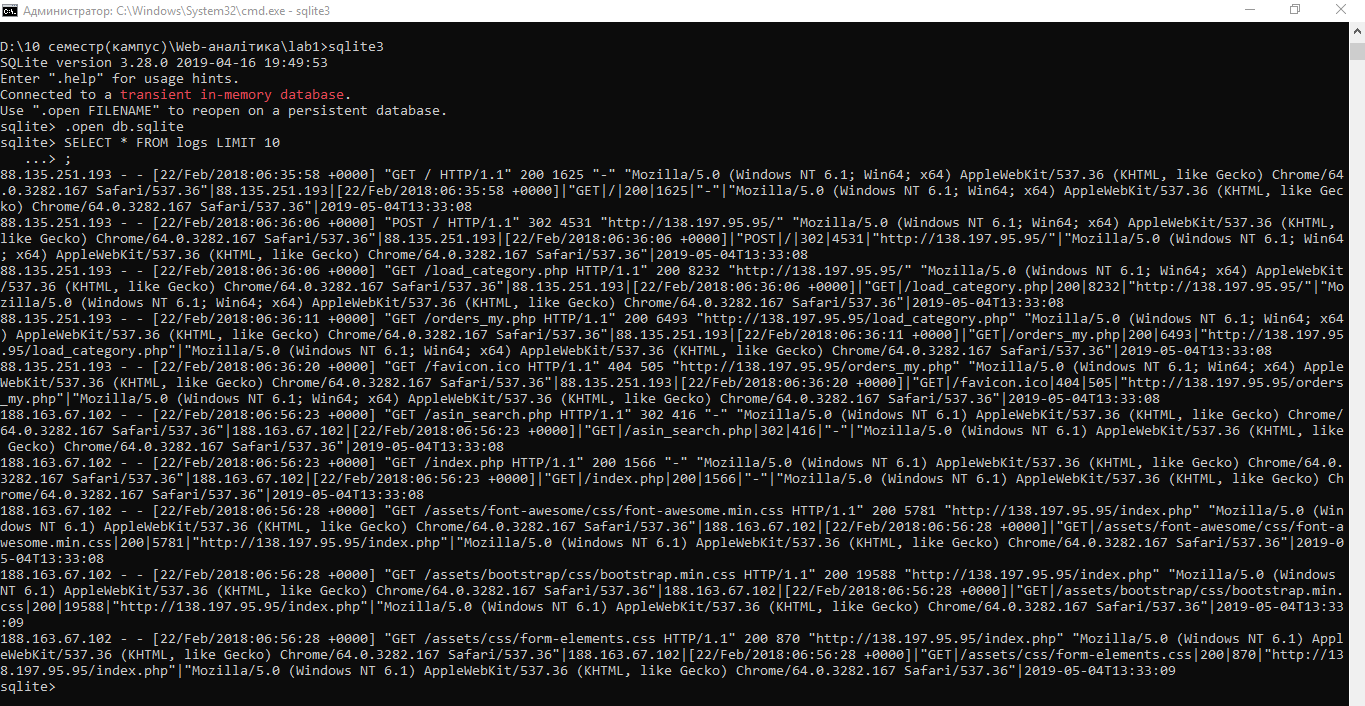 Администратор: C:\Windows\System32\cmd.exe - sqlite3
D:\10 семестр(кампус)\Web-аналітика\lab1>sqlite3
SQLite version 3.28.0 2019-04-16 19:49:53
Enter ".help" for usage hints.
Connected to a transient in-memory database.
Use ".open FILENAME" to reopen on a persistent database.
sqlite> .open db.sqlite
sqlite> SELECT * FROM logs LIMIT 10
   ...> ;
88.135.251.193 - - [22/Feb/2018:06:35:58 +0000] "GET / HTTP/1.1" 200 1625 "-" "Mozilla/5.0 (Windows NT 6.1; Win64; x64) AppleWebKit/537.36 (KHTML, like Gecko) Chrome/64
.0.3282.167 Safari/537.36"|88.135.251.193|[22/Feb/2018:06:35:58 +0000]|"GET|/|200|1625|"-"|"Mozilla/5.0 (Windows NT 6.1; Win64; x64) AppleWebKit/537.36 (KHTML, like Gec
ko) Chrome/64.0.3282.167 Safari/537.36"|2019-05-04T13:33:08
88.135.251.193 - - [22/Feb/2018:06:36:06 +0000] "POST / HTTP/1.1" 302 4531 "http://138.197.95.95/" "Mozilla/5.0 (Windows NT 6.1; Win64; x64) AppleWebKit/537.36 (KHTML, 
like Gecko) Chrome/64.0.3282.167 Safari/537.36"|88.135.251.193|[22/Feb/2018:06:36:06 +0000]|"POST|/|302|4531|"http://138.197.95.95/"|"Mozilla/5.0 (Windows NT 6.1; Win64
; x64) AppleWebKit/537.36 (KHTML, like Gecko) Chrome/64.0.3282.167 Safari/537.36"|2019-05-04T13:33:08
88.135.251.193 - - [22/Feb/2018:06:36:06 +0000] "GET /load_category.php HTTP/1.1" 200 8232 "http://138.197.95.95/" "Mozilla/5.0 (Windows NT 6.1; Win64; x64) AppleWebKit
/537.36 (KHTML, like Gecko) Chrome/64.0.3282.167 Safari/537.36"|88.135.251.193|[22/Feb/2018:06:36:06 +0000]|"GET|/load_category.php|200|8232|"http://138.197.95.95/"|"Mo
zilla/5.0 (Windows NT 6.1; Win64; x64) AppleWebKit/537.36 (KHTML, like Gecko) Chrome/64.0.3282.167 Safari/537.36"|2019-05-04T13:33:08
88.135.251.193 - - [22/Feb/2018:06:36:11 +0000] "GET /orders_my.php HTTP/1.1" 200 6493 "http://138.197.95.95/load_category.php" "Mozilla/5.0 (Windows NT 6.1; Win64; x64
) AppleWebKit/537.36 (KHTML, like Gecko) Chrome/64.0.3282.167 Safari/537.36"|88.135.251.193|[22/Feb/2018:06:36:11 +0000]|"GET|/orders_my.php|200|6493|"http://138.197.95
.95/load_category.php"|"Mozilla/5.0 (Windows NT 6.1; Win64; x64) AppleWebKit/537.36 (KHTML, like Gecko) Chrome/64.0.3282.167 Safari/537.36"|2019-05-04T13:33:08
88.135.251.193 - - [22/Feb/2018:06:36:20 +0000] "GET /favicon.ico HTTP/1.1" 404 505 "http://138.197.95.95/orders_my.php" "Mozilla/5.0 (Windows NT 6.1; Win64; x64) Apple
WebKit/537.36 (KHTML, like Gecko) Chrome/64.0.3282.167 Safari/537.36"|88.135.251.193|[22/Feb/2018:06:36:20 +0000]|"GET|/favicon.ico|404|505|"http://138.197.95.95/orders
_my.php"|"Mozilla/5.0 (Windows NT 6.1; Win64; x64) AppleWebKit/537.36 (KHTML, like Gecko) Chrome/64.0.3282.167 Safari/537.36"|2019-05-04T13:33:08
188.163.67.102 - - [22/Feb/2018:06:56:23 +0000] "GET /asin_search.php HTTP/1.1" 302 416 "-" "Mozilla/5.0 (Windows NT 6.1) AppleWebKit/537.36 (KHTML, like Gecko) Chrome/
64.0.3282.167 Safari/537.36"|188.163.67.102|[22/Feb/2018:06:56:23 +0000]|"GET|/asin_search.php|302|416|"-"|"Mozilla/5.0 (Windows NT 6.1) AppleWebKit/537.36 (KHTML, like
 Gecko) Chrome/64.0.3282.167 Safari/537.36"|2019-05-04T13:33:08
188.163.67.102 - - [22/Feb/2018:06:56:23 +0000] "GET /index.php HTTP/1.1" 200 1566 "-" "Mozilla/5.0 (Windows NT 6.1) AppleWebKit/537.36 (KHTML, like Gecko) Chrome/64.0.
3282.167 Safari/537.36"|188.163.67.102|[22/Feb/2018:06:56:23 +0000]|"GET|/index.php|200|1566|"-"|"Mozilla/5.0 (Windows NT 6.1) AppleWebKit/537.36 (KHTML, like Gecko) Ch
rome/64.0.3282.167 Safari/537.36"|2019-05-04T13:33:08
188.163.67.102 - - [22/Feb/2018:06:56:28 +0000] "GET /assets/font-awesome/css/font-awesome.min.css HTTP/1.1" 200 5781 "http://138.197.95.95/index.php" "Mozilla/5.0 (Win
dows NT 6.1) AppleWebKit/537.36 (KHTML, like Gecko) Chrome/64.0.3282.167 Safari/537.36"|188.163.67.102|[22/Feb/2018:06:56:28 +0000]|"GET|/assets/font-awesome/css/font-a
wesome.min.css|200|5781|"http://138.197.95.95/index.php"|"Mozilla/5.0 (Windows NT 6.1) AppleWebKit/537.36 (KHTML, like Gecko) Chrome/64.0.3282.167 Safari/537.36"|2019-0
5-04T13:33:08
188.163.67.102 - - [22/Feb/2018:06:56:28 +0000] "GET /assets/bootstrap/css/bootstrap.min.css HTTP/1.1" 200 19588 "http://138.197.95.95/index.php" "Mozilla/5.0 (Windows 
NT 6.1) AppleWebKit/537.36 (KHTML, like Gecko) Chrome/64.0.3282.167 Safari/537.36"|188.163.67.102|[22/Feb/2018:06:56:28 +0000]|"GET|/assets/bootstrap/css/bootstrap.min.
css|200|19588|"http://138.197.95.95/index.php"|"Mozilla/5.0 (Windows NT 6.1) AppleWebKit/537.36 (KHTML, like Gecko) Chrome/64.0.3282.167 Safari/537.36"|2019-05-04T13:33
:09
188.163.67.102 - - [22/Feb/2018:06:56:28 +0000] "GET /assets/css/form-elements.css HTTP/1.1" 200 870 "http://138.197.95.95/index.php" "Mozilla/5.0 (Windows NT 6.1) Appl
eWebKit/537.36 (KHTML, like Gecko) Chrome/64.0.3282.167 Safari/537.36"|188.163.67.102|[22/Feb/2018:06:56:28 +0000]|"GET|/assets/css/form-elements.css|200|870|"http://13
8.197.95.95/index.php"|"Mozilla/5.0 (Windows NT 6.1) AppleWebKit/537.36 (KHTML, like Gecko) Chrome/64.0.3282.167 Safari/537.36"|2019-05-04T13:33:09
sqlite>